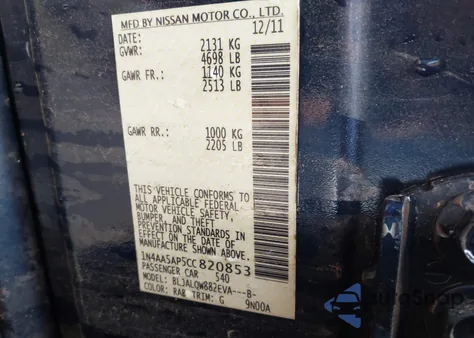 MFD BY NISSAN MOTOR CO., LTD.
DATE: 12/11
GVWR: 2131 KG
4698 LB
GAWR FR.: 1140 KG
2513 LB
GAWR RR.: 1000 KG
2205 LB
THIS VEHICLE CONFORMS TO
ALL APPLICABLE FEDERAL
MOTOR VEHICLE SAFETY,
BUMPER, AND THEFT
PREVENTION STANDARDS
IN EFFECT ON THE DATE OF
MANUFACTURE SHOWN ABOVE.
1N4AA5AP5CC820853
PASSENGER CAR 540
MODEL: BLJALQW882EVA---B-
COLOR: RAB TRIM: G 9N00A
AutoSnap